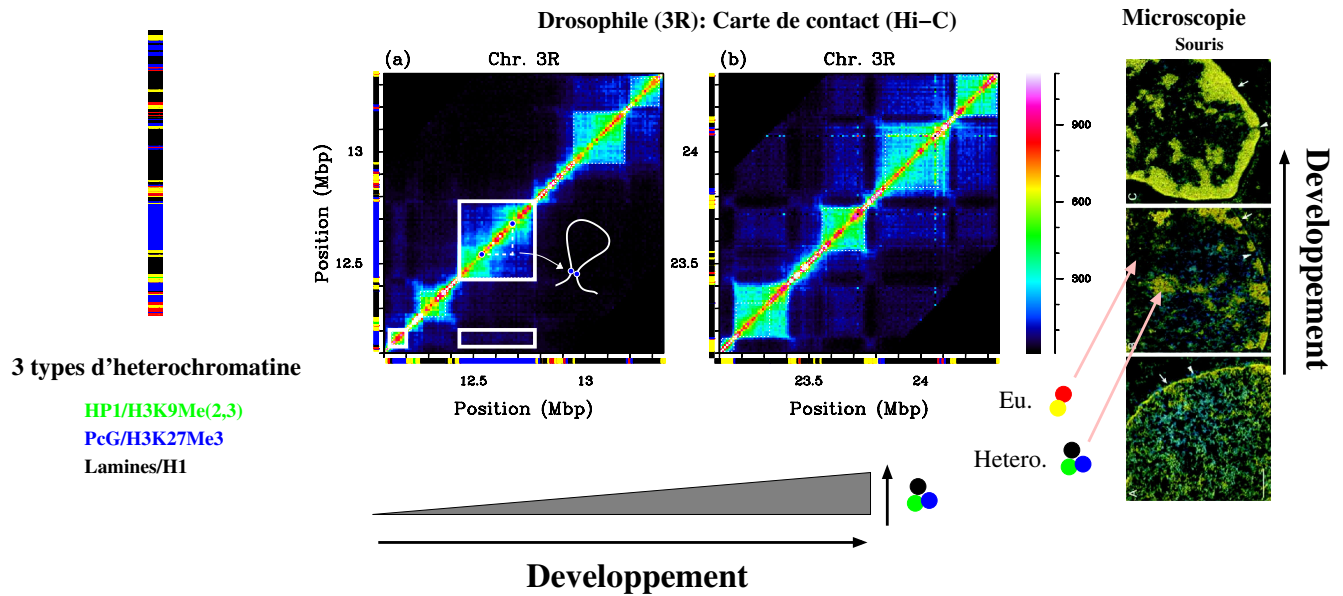 Drosophile (3R): Carte de contact (Hi−C)
Microscopie
Souris
(a)
Chr. 3R
(b)
Chr. 3R
Position (Mbp)
13
12.5
12.5
13
Position (Mbp)
Position (Mbp)
24
23.5
23.5
24
Position (Mbp)
900
600
300
C
B
A
Developpement
3 types d'heterochromatine
HP1/H3K9Me(2,3)
PcG/H3K27Me3
Lamines/H1
Eu.
Hetero.
Developpement